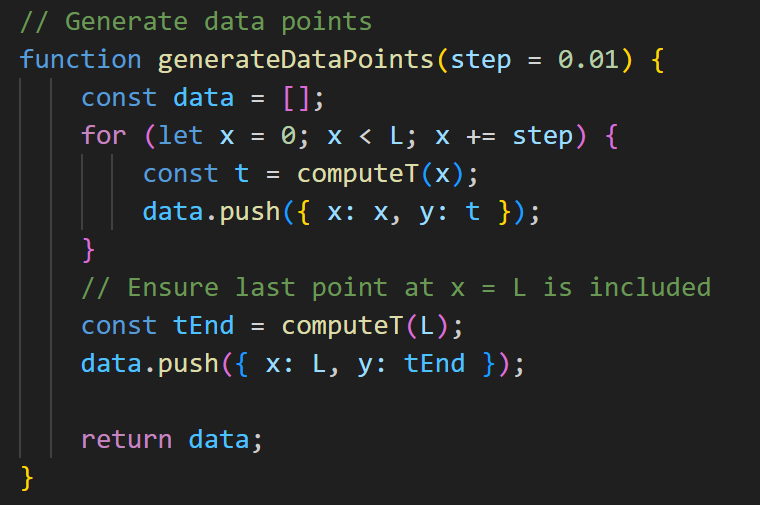 // Generate data points
function generateDataPoints(step = 0.01) {
    const data = [];
    for (let x = 0; x < L; x += step) {
        const t = computeT(x);
        data.push({ x: x, y: t });
    }
    // Ensure last point at x = L is included
    const tEnd = computeT(L);
    data.push({ x: L, y: tEnd });

    return data;
}